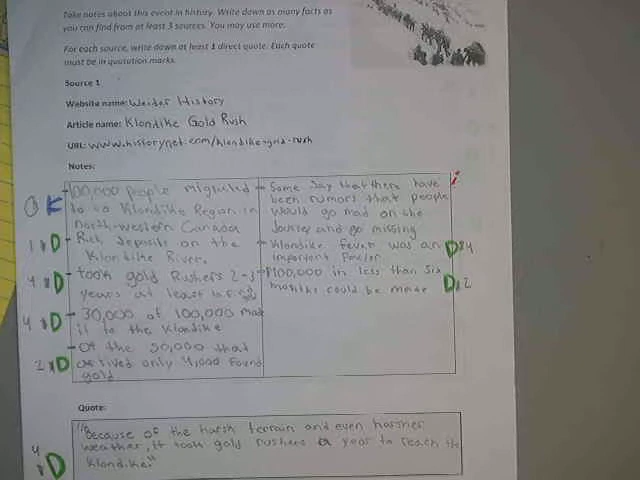 Take notes about this event in history. Write down as many facts as
you can find from at least 3 sources. You may use more.
For each source, write down at least 1 direct quote. Each quote
must be in quotation marks.
Source 1
Website name: Weider History
Article name: Klondike Gold Rush
URL: www.historynet.com/klondike-gold-rush
Notes:
100,000 people migrated
to to Klondike Region in
north-western Canada
- Rich deposits on the
Klondike River.
- took gold Rushers 2-3
years at least
- 30,000 of 100,000 made
it to the Klondike
- Of the 30,000 that
arrived only 4,000 found
gold
- Some say that there have
been rumors that people
would go mad on the
and go missing
- Klondike fever was an
important factor
- $100,000 in less than six
months could be made
K
D
D
D
D
i
D
D
Quote:
"Because of the harsh terrain and even harsher
weather, it took gold rushers a year to reach the
Klondike."
D